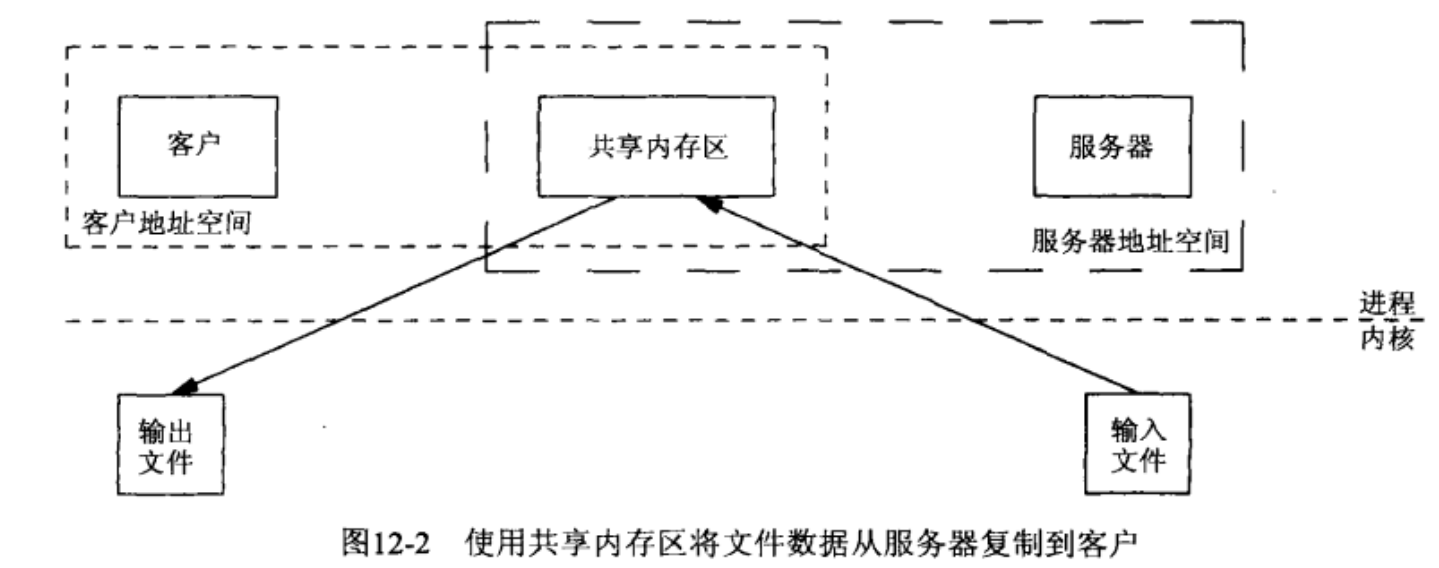 客户
共享内存区
服务器
客户地址空间
服务器地址空间
进程
内核
输出
文件
输入
文件
图12-2 使用共享内存区将文件数据从服务器复制到客户